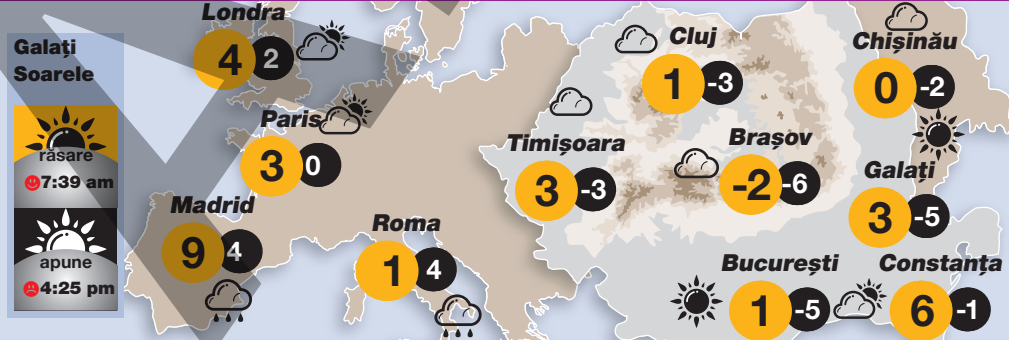 Galați
Soarele
răsare
7:39 am
apune
4:25 pm
Londra
4 2
Paris
3 0
Madrid
9 4
Roma
1 4
Cluj
1 -3
Timișoara
3 -3
Brașov
-2 -6
Chișinău
0 -2
Galați
3 -5
București
1 -5
Constanța
6 -1